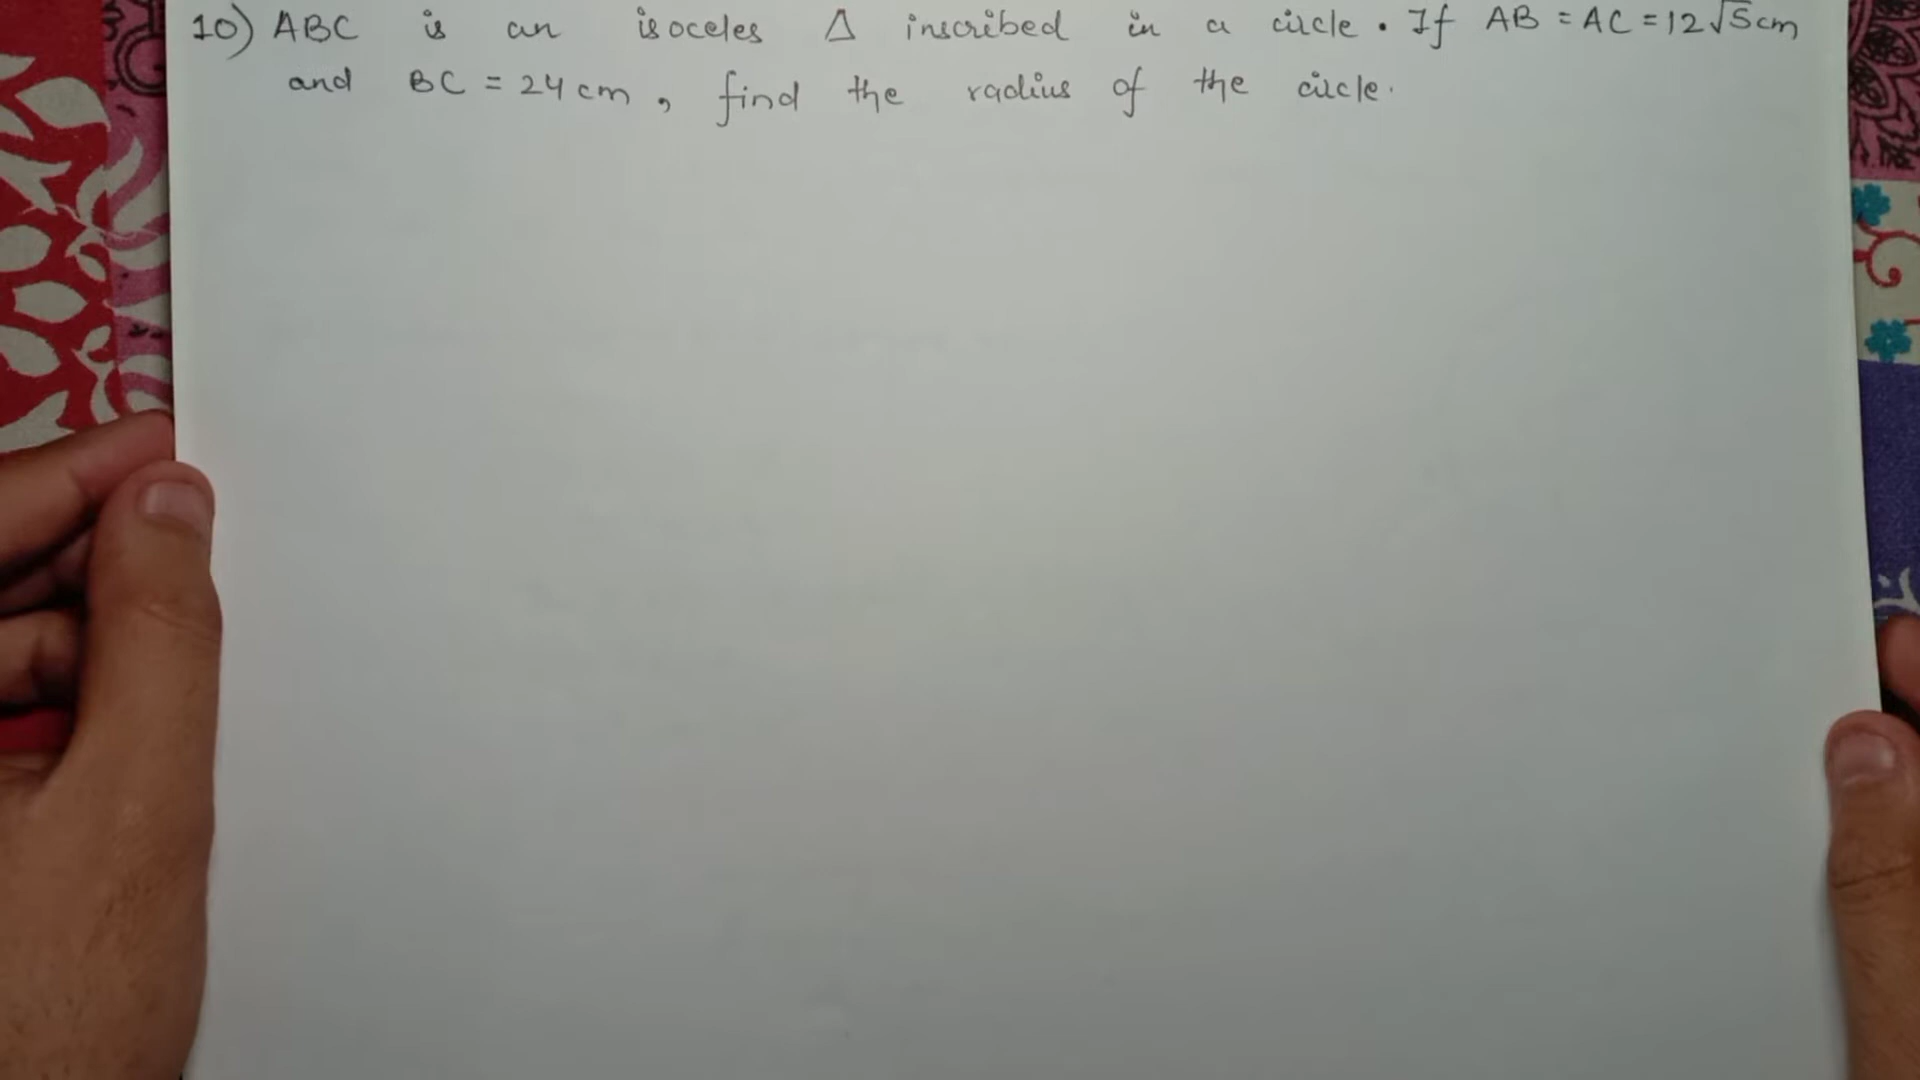 10) ABC is an isoceles Δ inscribed in a circle. If AB = AC = 12√5 cm
and BC = 24 cm, find the radius of the circle.